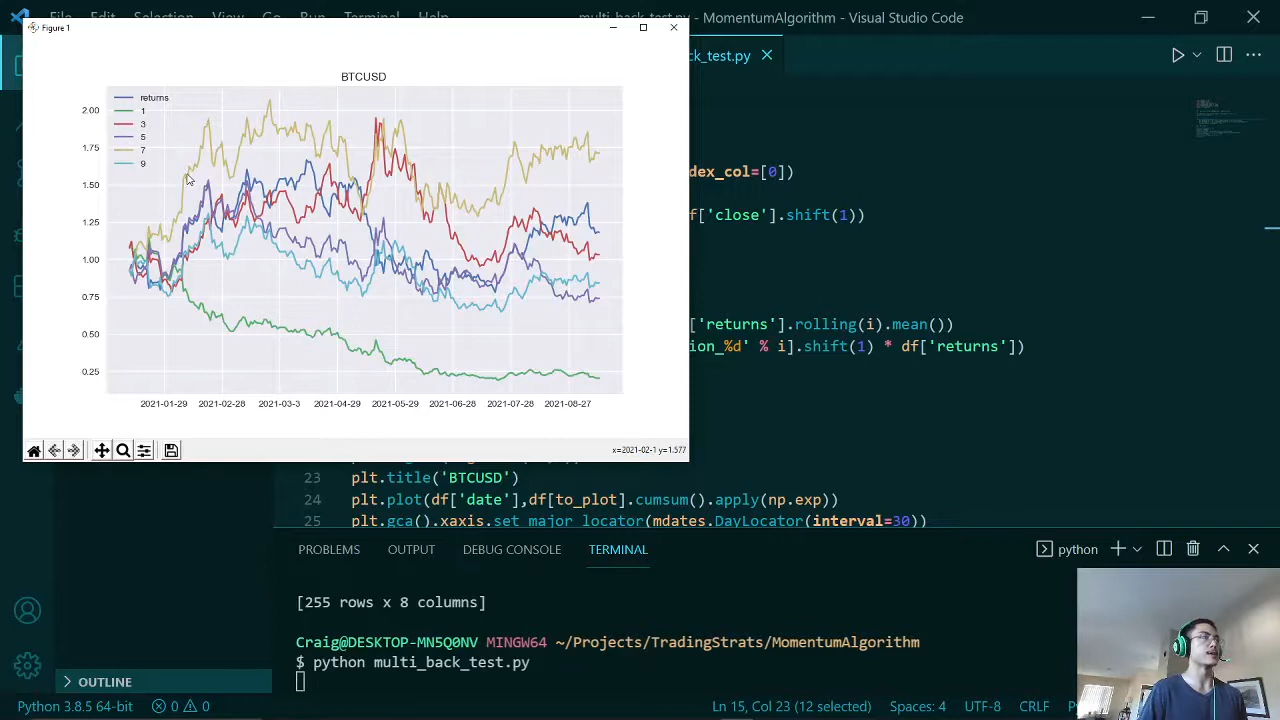 File Edit Selection View Go Run Terminal Help
multi_back_test.py - MomentumAlgorithm - Visual Studio Code
Figure 1
ck_test.py
BTCUSD
returns
1
3
5
7
9
2.00
1.75
1.50
1.25
1.00
0.75
0.50
0.25
2021-01-29 2021-02-28 2021-03-3 2021-04-29 2021-05-29 2021-06-28 2021-07-28 2021-08-27
x=2021-02-1 y=1.577
dex_col=[0])
f['close'].shift(1))
['returns'].rolling(i).mean())
ion_%d' % i].shift(1) * df['returns'])
23 plt.title('BTCUSD')
24 plt.plot(df['date'],df[to_plot].cumsum().apply(np.exp))
25 plt.gca().xaxis.set_major_locator(mdates.DayLocator(interval=30))
PROBLEMS OUTPUT DEBUG CONSOLE TERMINAL
python
[255 rows x 8 columns]
Craig@DESKTOP-MN5Q0NV MINGW64 ~/Projects/TradingStrats/MomentumAlgorithm
$ python multi_back_test.py
OUTLINE
Python 3.8.5 64-bit 0 0
Ln 15, Col 23 (12 selected) Spaces: 4 UTF-8 CRLF